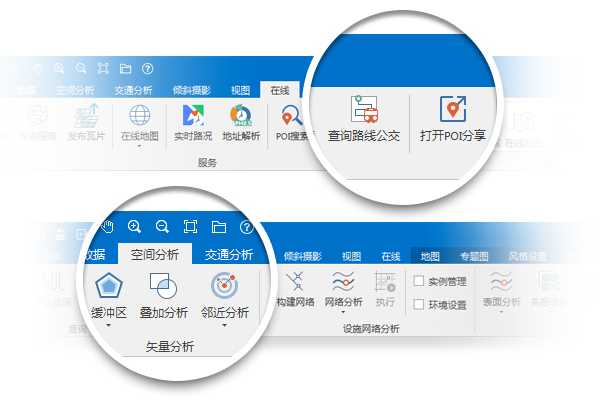 数据 空间分析 交通分析 倾斜摄影 视图 在线
发布瓦片 在线地图 实时路况 地址解析 POI搜索 查询路线公交 打开POI分享
服务
数据 空间分析 交通分析 倾斜摄影 视图 在线 地图 专题图 风格设置
缓冲区 叠加分析 邻近分析 构建网络 网络分析 执行 实例管理 表面分析
环境设置
矢量分析 设施网络分析